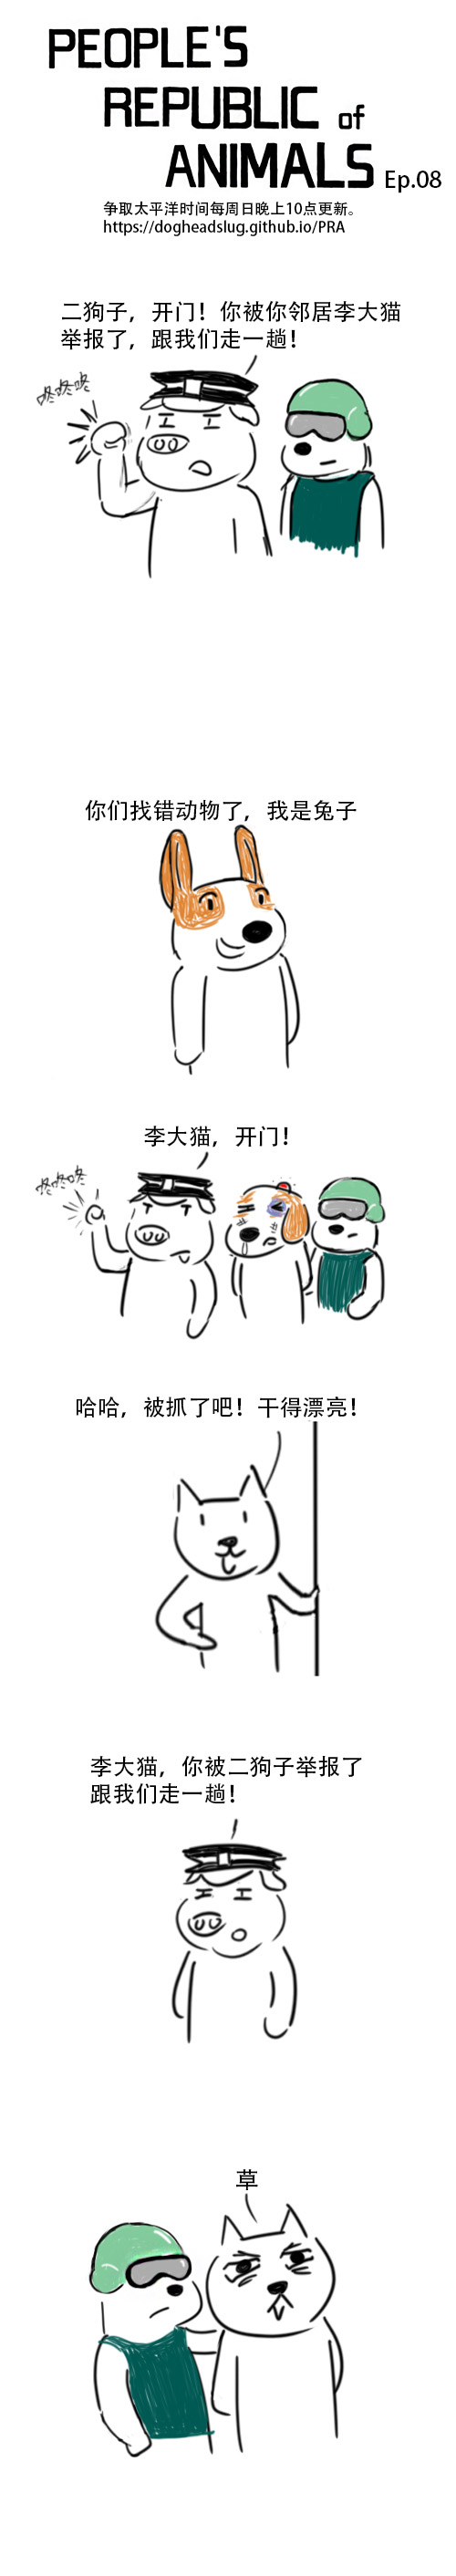 PEOPLE'S
REPUBLIC of
ANIMALS Ep.08
争取太平洋时间每周日晚上10点更新。
https://dogheadslug.github.io/PRA
二狗子，开门！你被你邻居李大猫
举报了，跟我们走一趟！
咚咚咚
你们找错动物了，我是兔子
李大猫，开门！
咚咚咚
哈哈，被抓了吧！干得漂亮！
李大猫，你被二狗子举报了
跟我们走一趟！
草